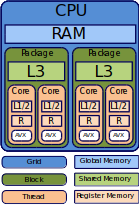 CPU
RAM
Package Package
L3 L3
Core Core Core Core
L1/2 L1/2 L1/2 L1/2
R R R R
AVX AVX AVX AVX
Grid Global Memory
Block Shared Memory
Thread Register Memory